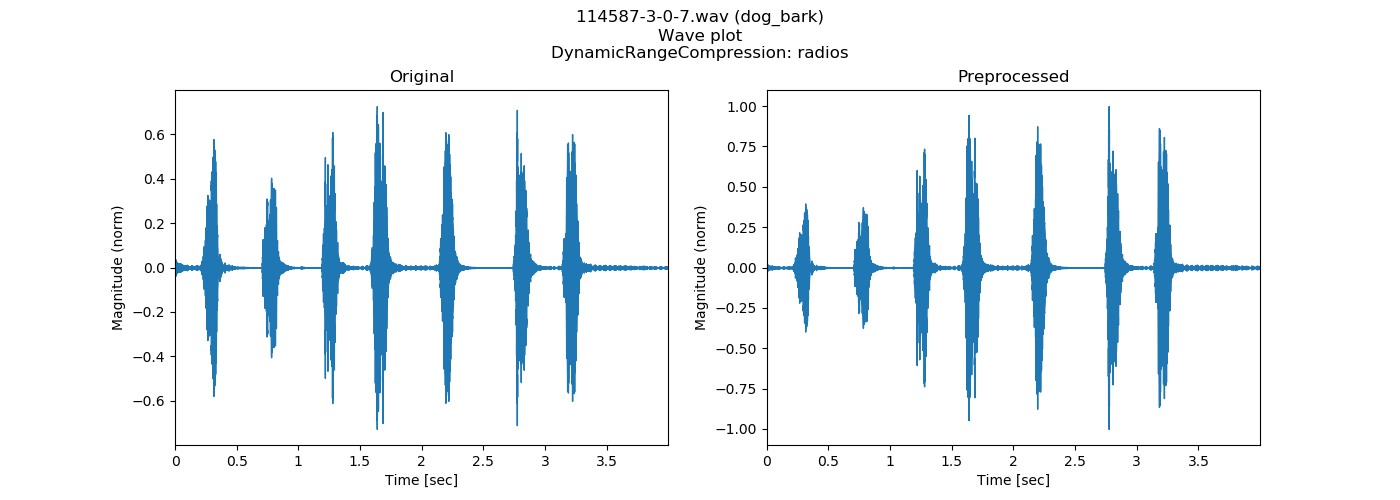 114587-3-0-7.wav (dog_bark)
Wave plot
DynamicRangeCompression: radios
Original
Magnitude (norm)
0.6
0.4
0.2
0.0
−0.2
−0.4
−0.6
0 0.5 1 1.5 2 2.5 3 3.5
Time [sec]
Preprocessed
Magnitude (norm)
1.00
0.75
0.50
0.25
0.00
−0.25
−0.50
−0.75
−1.00
0 0.5 1 1.5 2 2.5 3 3.5
Time [sec]